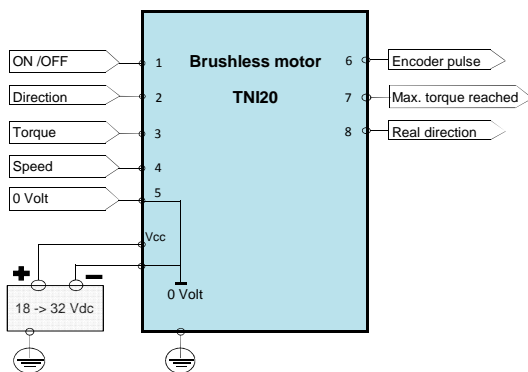 ON /OFF
Direction
Torque
Speed
0 Volt
1
2
3
4
5
Vcc
Brushless motor
TNI20
0 Volt
6
7
8
Encoder pulse
Max. torque reached
Real direction
+ −
18 -> 32 Vdc